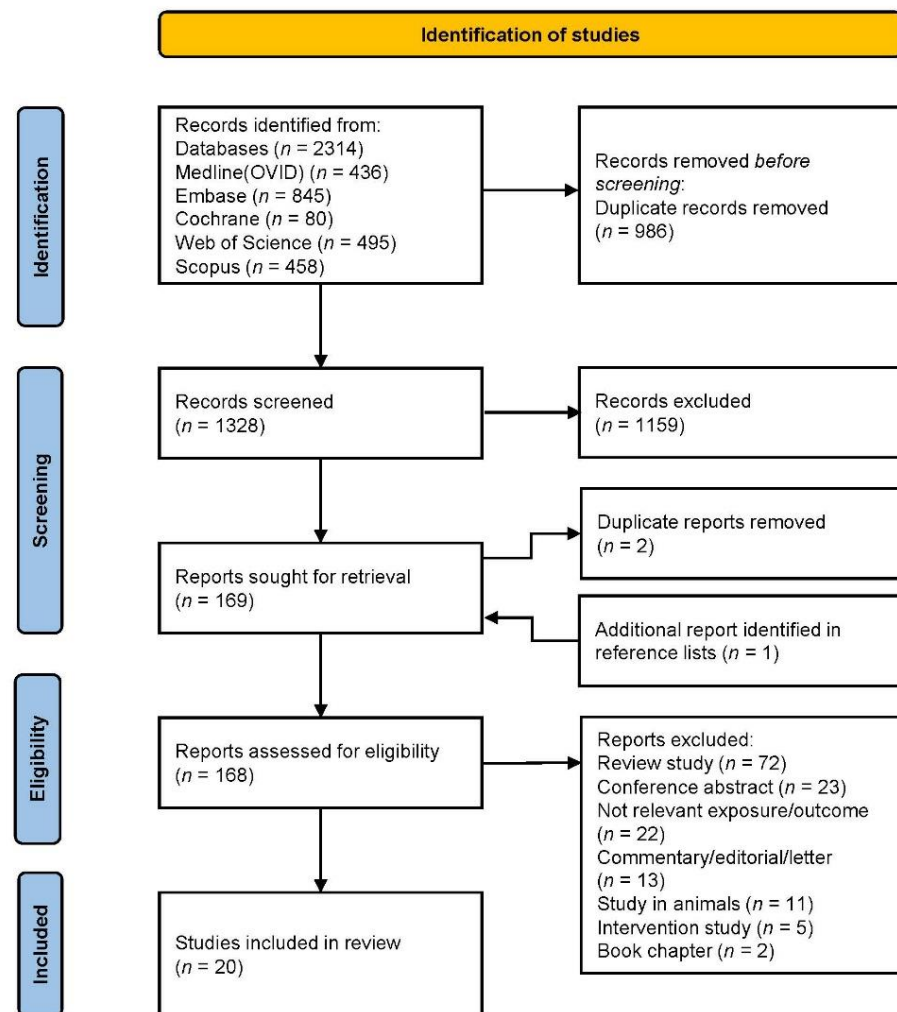 Identification of studies
Identification
Records identified from:
Databases (n = 2314)
Medline(OVID) (n = 436)
Embase (n = 845)
Cochrane (n = 80)
Web of Science (n = 495)
Scopus (n = 458)
Records removed before
screening:
Duplicate records removed
(n = 986)
Screening
Records screened
(n = 1328)
Records excluded
(n = 1159)
Reports sought for retrieval
(n = 169)
Duplicate reports removed
(n = 2)
Additional report identified in
reference lists (n = 1)
Eligibility
Reports assessed for eligibility
(n = 168)
Reports excluded:
Review study (n = 72)
Conference abstract (n = 23)
Not relevant exposure/outcome
(n = 22)
Commentary/editorial/letter
(n = 13)
Study in animals (n = 11)
Intervention study (n = 5)
Book chapter (n = 2)
Included
Studies included in review
(n = 20)